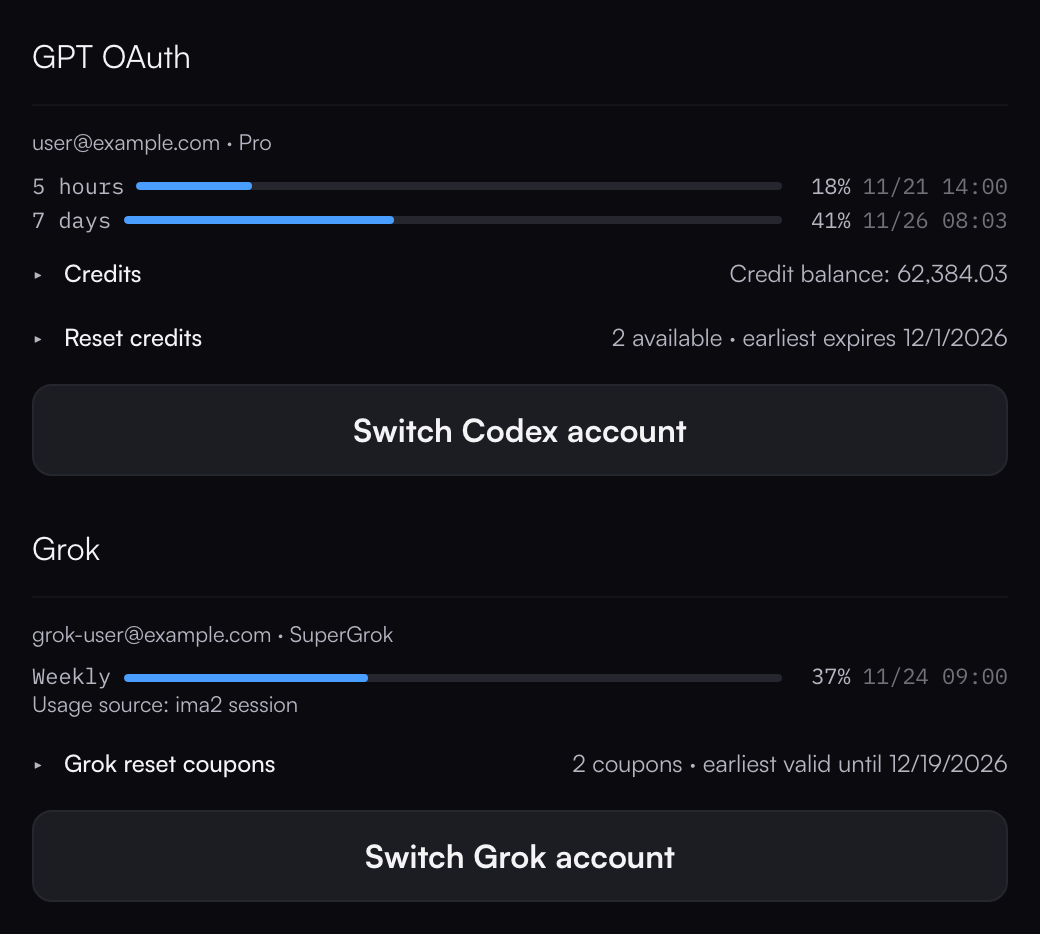 GPT OAuth
user@example.com · Pro
5 hours 18% 11/21 14:00
7 days 41% 11/26 08:03
▸ Credits Credit balance: 62,384.03
▸ Reset credits 2 available · earliest expires 12/1/2026
Switch Codex account
Grok
grok-user@example.com · SuperGrok
Weekly 37% 11/24 09:00
Usage source: ima2 session
▸ Grok reset coupons 2 coupons · earliest valid until 12/19/2026
Switch Grok account